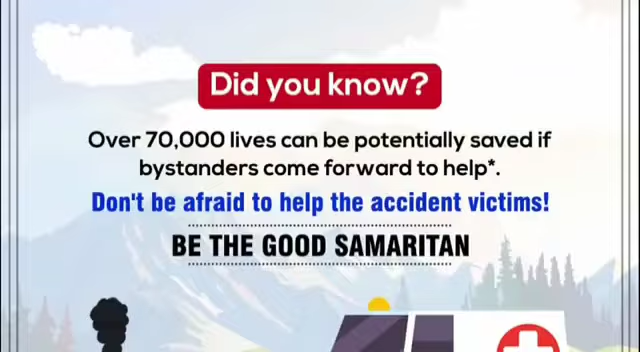 Did you know?
Over 70,000 lives can be potentially saved if
bystanders come forward to help*.
Don't be afraid to help the accident victims!
BE THE GOOD SAMARITAN